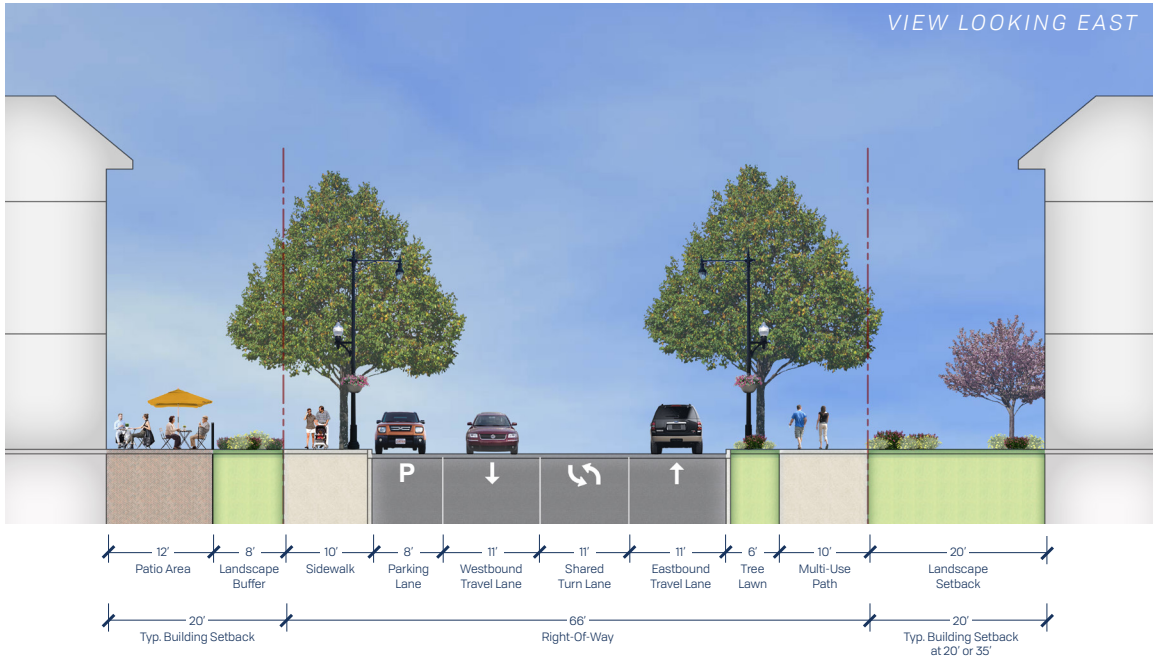 VIEW LOOKING EAST
P
12′
8′
10′
8′
11′
11′
11′
6′
10′
20′
Patio Area
Landscape
Buffer
Sidewalk
Parking
Lane
Westbound
Travel Lane
Shared
Turn Lane
Eastbound
Travel Lane
Tree
Lawn
Multi-Use
Path
Landscape
Setback
20′
66′
20′
Typ. Building Setback
Right-Of-Way
Typ. Building Setback
at 20′ or 35′